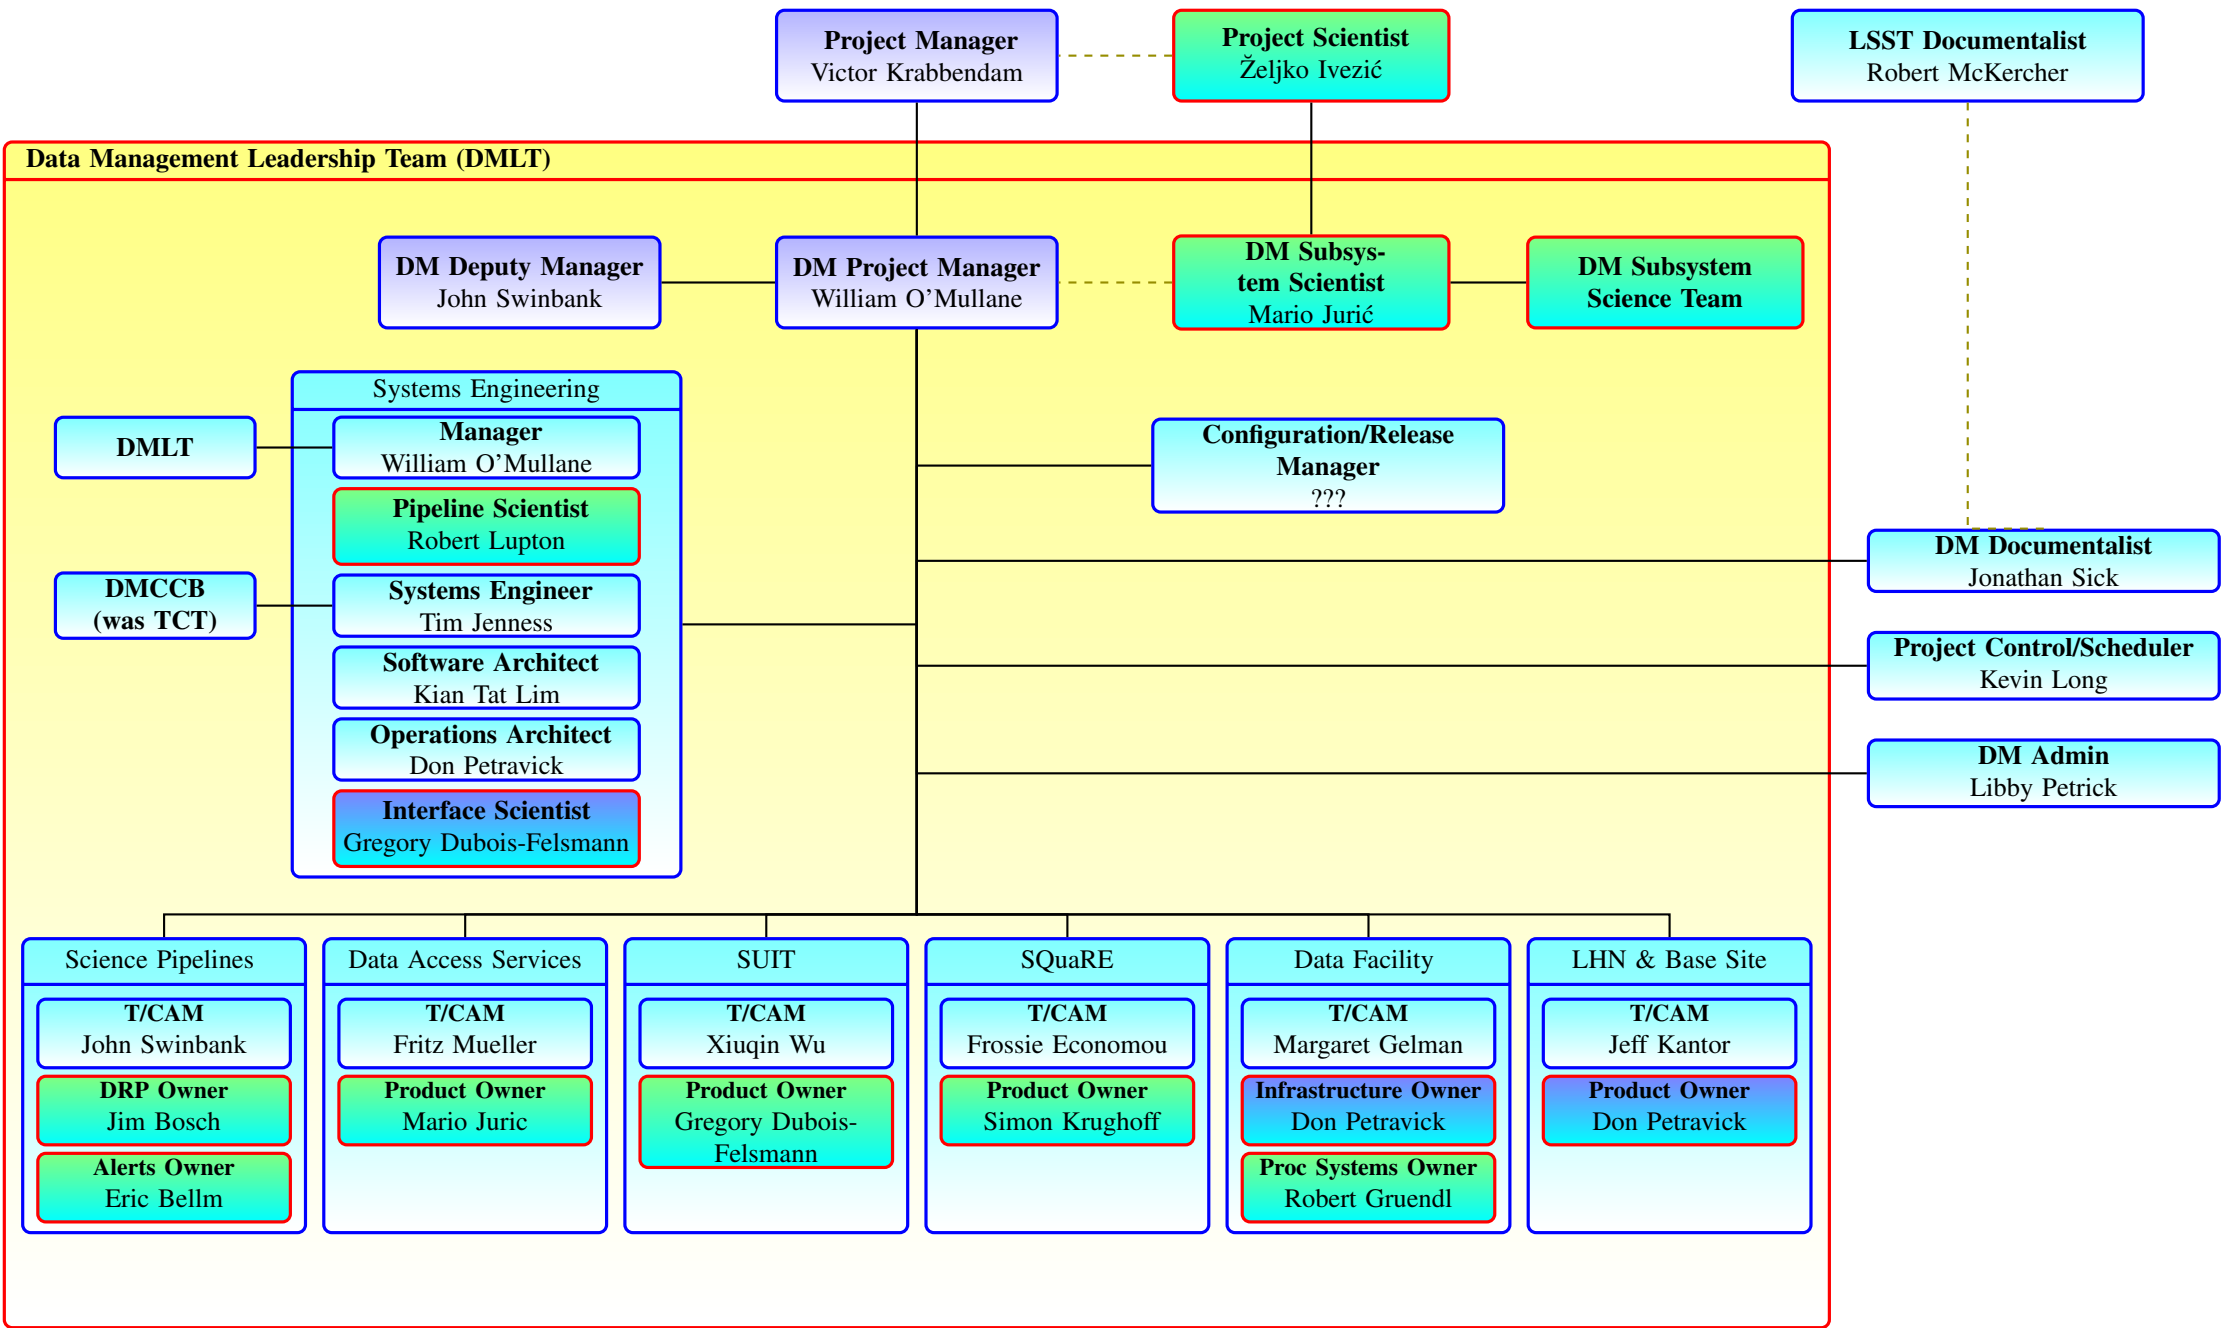 Project Manager
Victor Krabbendam
Project Scientist
Željko Ivezić
LSST Documentalist
Robert McKercher
Data Management Leadership Team (DMLT)
DM Deputy Manager
John Swinbank
DM Project Manager
William O’Mullane
DM Subsys-
tem Scientist
Mario Jurić
DM Subsystem
Science Team
Systems Engineering
DMLT
Manager
William O’Mullane
Pipeline Scientist
Robert Lupton
DMCCB
(was TCT)
Systems Engineer
Tim Jenness
Software Architect
Kian Tat Lim
Operations Architect
Don Petravick
Interface Scientist
Gregory Dubois-Felsmann
Configuration/Release
Manager
???
DM Documentalist
Jonathan Sick
Project Control/Scheduler
Kevin Long
DM Admin
Libby Petrick
Science Pipelines
T/CAM
John Swinbank
DRP Owner
Jim Bosch
Alerts Owner
Eric Bellm
Data Access Services
T/CAM
Fritz Mueller
Product Owner
Mario Juric
SUIT
T/CAM
Xiuqin Wu
Product Owner
Gregory Dubois-
Felsmann
SQuaRE
T/CAM
Frossie Economou
Product Owner
Simon Krughoff
Data Facility
T/CAM
Margaret Gelman
Infrastructure Owner
Don Petravick
Proc Systems Owner
Robert Gruendl
LHN & Base Site
T/CAM
Jeff Kantor
Product Owner
Don Petravick